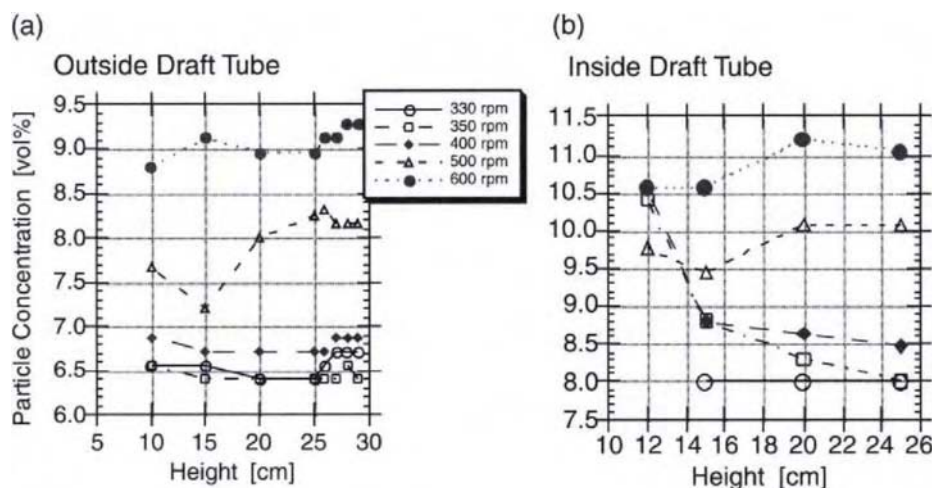 (a)
Outside Draft Tube
Particle Concentration [vol%]
9.5
9.0
8.5
8.0
7.5
7.0
6.5
6.0
5 10 15 20 25 30
Height [cm]
330 rpm
350 rpm
400 rpm
500 rpm
600 rpm
(b)
Inside Draft Tube
11.5
11.0
10.5
10.0
9.5
9.0
8.5
8.0
7.5
10 12 14 16 18 20 22 24 26
Height [cm]